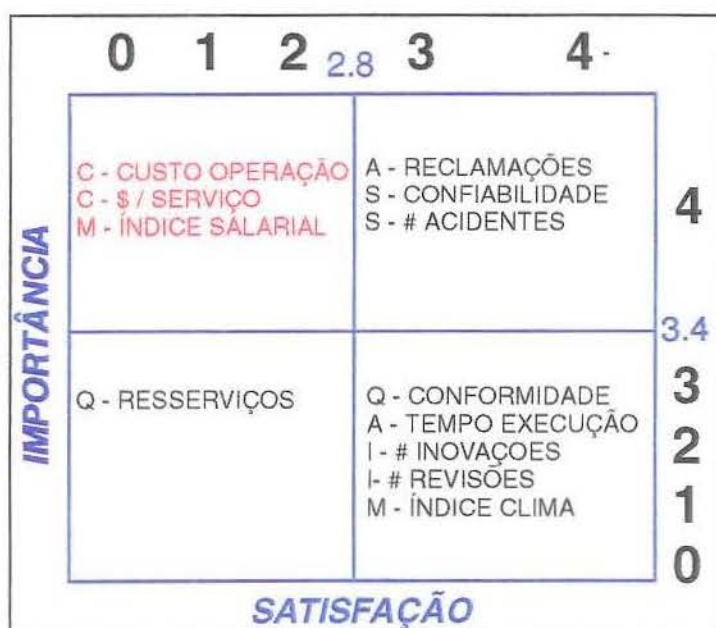 0 1 2 2.8 3 4-
C - CUSTO OPERAÇÃO
C - $ / SERVIÇO
M - ÍNDICE SALARIAL
A - RECLAMAÇÕES
S - CONFIABILIDADE
S - # ACIDENTES
4
3.4
IMPORTÂNCIA
Q - RESSERVIÇOS
Q - CONFORMIDADE
A - TEMPO EXECUÇÃO
I - # INOVAÇOES
I- # REVISÕES
M - ÍNDICE CLIMA
3
2
1
0
SATISFAÇÃO